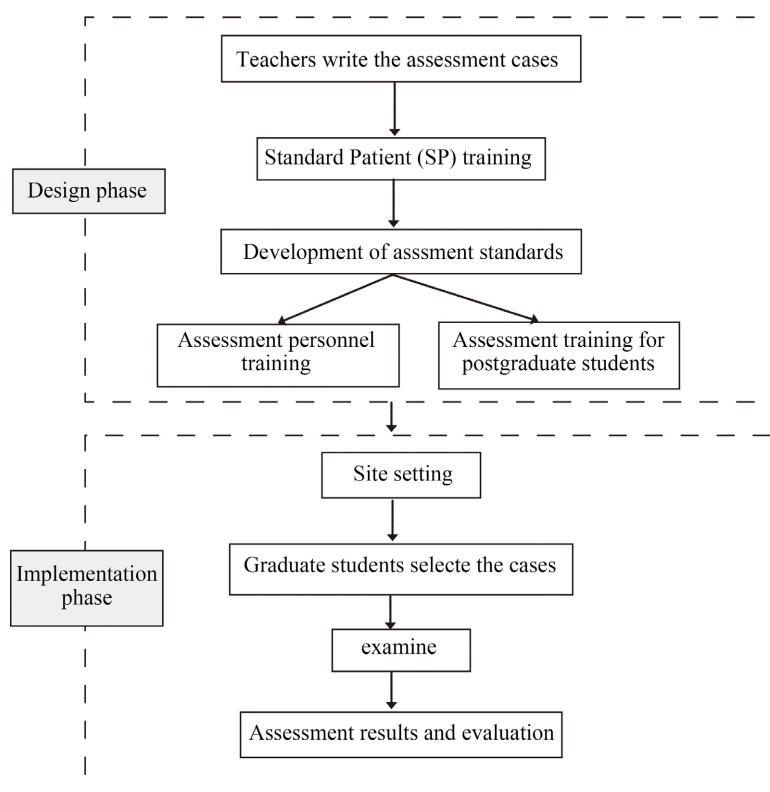 Teachers write the assessment cases
Standard Patient (SP) training
Design phase
Development of asssment standards
Assessment personnel
training
Assessment training for
postgraduate students
Site setting
Graduate students selecte the cases
Implementation
phase
examine
Assessment results and evaluation